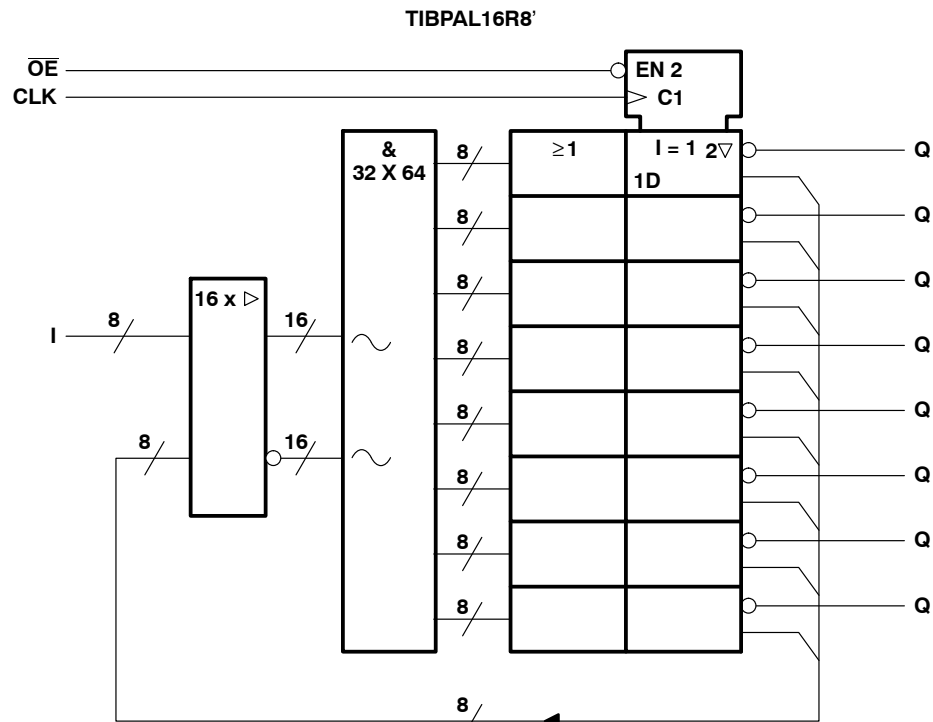 TIBPAL16R8’
OE
EN 2
CLK
C1
&
32 X 64
8
≥1
I = 1 2▽
1D
Q
8
Q
8
Q
16 x ▷
I
8
16
8
Q
8
Q
8
16
8
Q
8
Q
8
Q
8